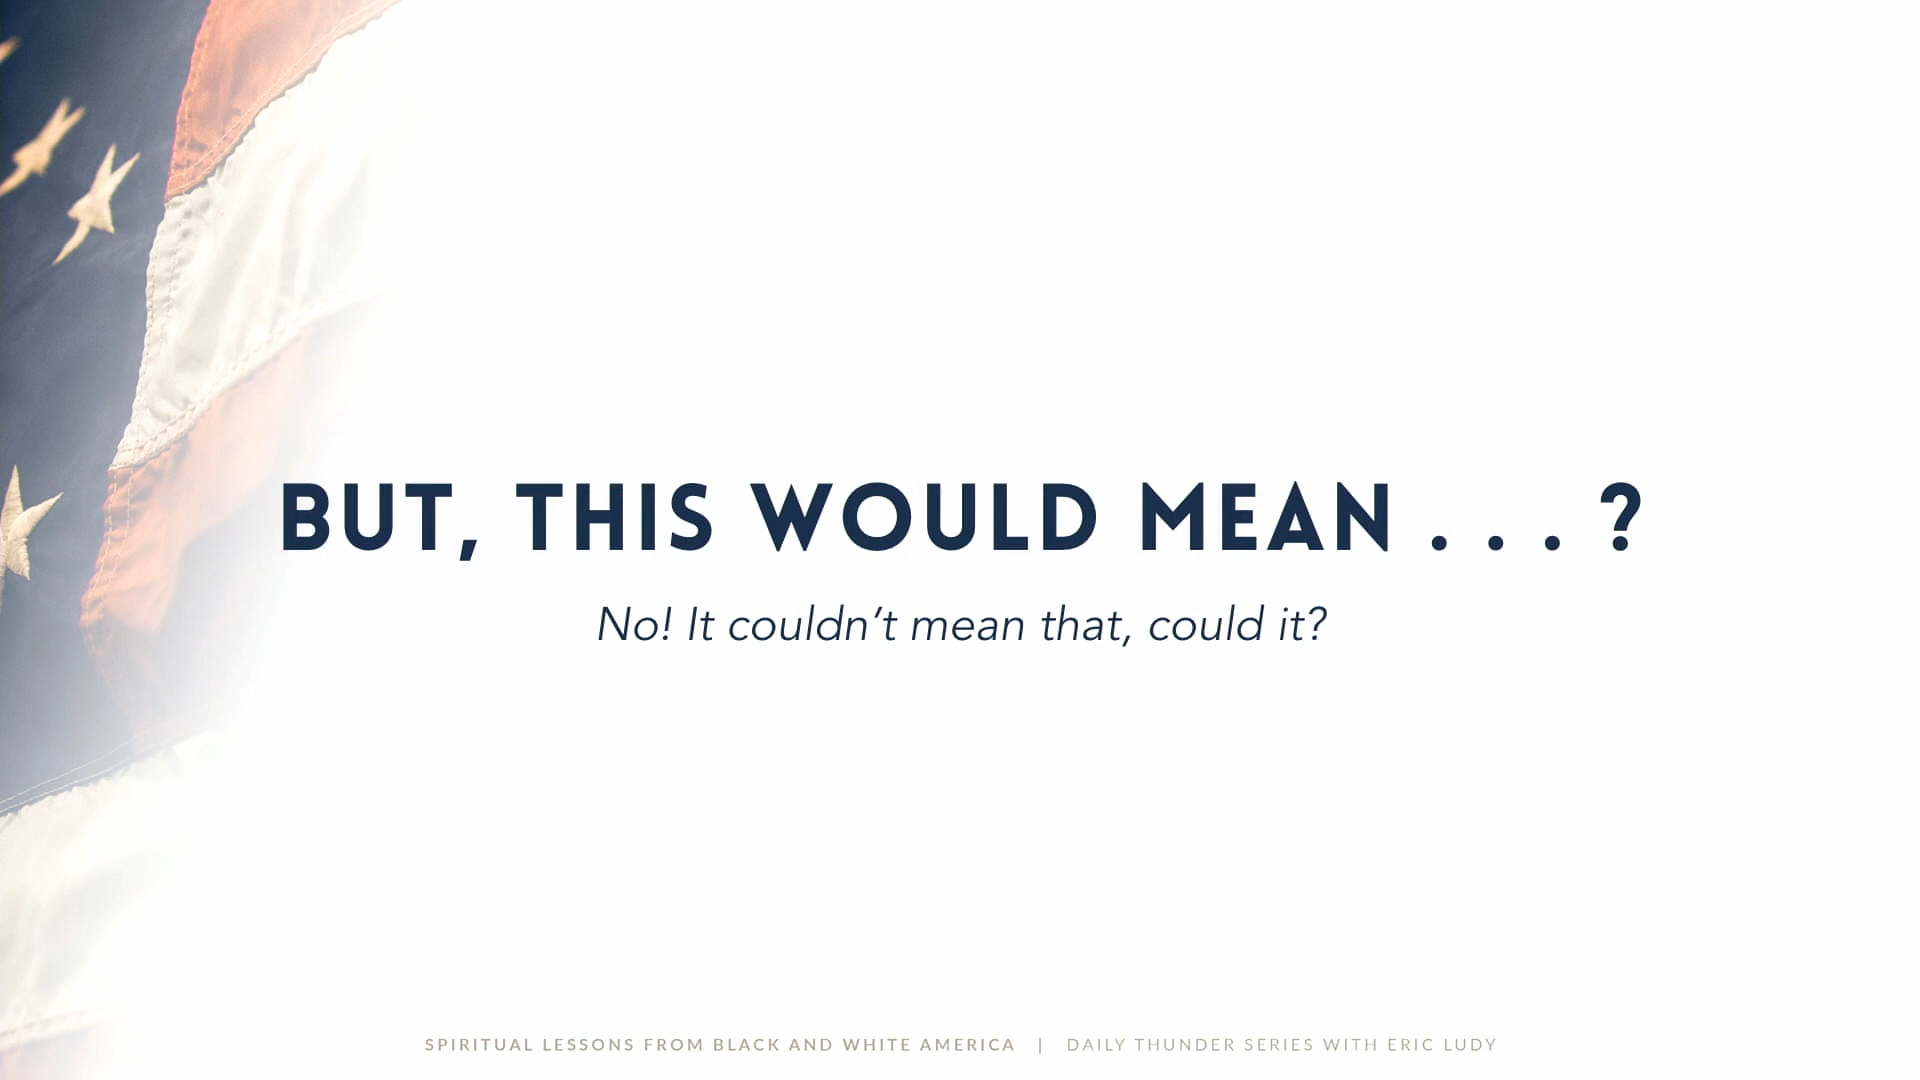 BUT, THIS WOULD MEAN . . . ?
No! It couldn’t mean that, could it?
SPIRITUAL LESSONS FROM BLACK AND WHITE AMERICA | DAILY THUNDER SERIES WITH ERIC LUDY